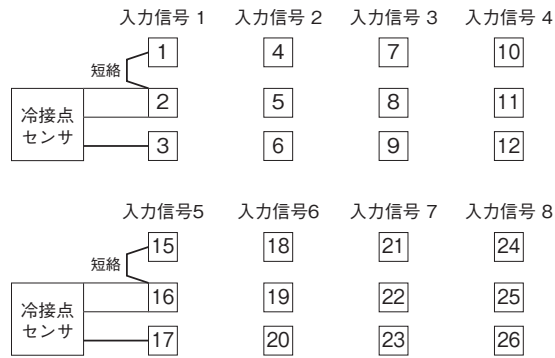 入力信号 1 入力信号 2 入力信号 3 入力信号 4
1 4 7 10
短絡
2 5 8 11
冷接点
センサ
3 6 9 12
入力信号5 入力信号6 入力信号 7 入力信号 8
15 18 21 24
短絡
16 19 22 25
冷接点
センサ
17 20 23 26